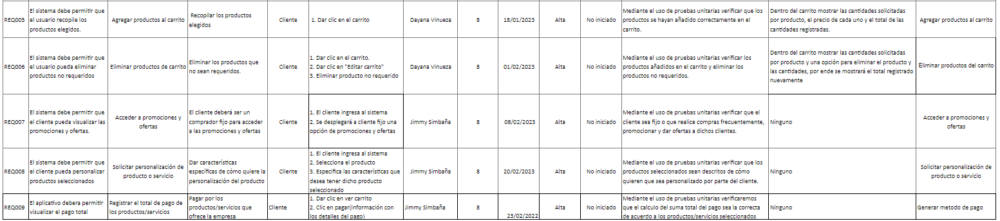 REQ005
El sistema debe permitir que
el usuario recopile los
productos elegidos.
Agregar productos al carrito
Recopilar los productos
elegidos
Cliente
1. Dar clic en el carrito
Dayana Vinueza
8
18/01/2023
Alta
No iniciado
Mediante el uso de pruebas unitarias verificar que los
productos se hayan añadido correctamente en el
carrito.
Dentro del carrito mostrar las cantidades solicitadas
por producto, el precio de cada uno y el total de las
cantidades registradas.
Agregar productos al carrito
REQ006
El sistema debe permitir que
el usuario pueda eliminar
productos no requeridos
Eliminar productos de carrito
Eliminar los productos que
no sean requeridos.
Cliente
1. Dar clic en el carrito.
2. Dar clic en "Editar carrito"
3. Eliminar producto no requerido
Dayana Vinueza
8
01/02/2023
Alta
No iniciado
Mediante el uso de pruebas unitarias verificar los
productos añadidos en el carrito y eliminar los
productos no requeridos.
Dentro del carrito mostrar las cantidades solicitadas
por producto y una opción para eliminar el producto y
las cantidades, por ende se mostrará el total registrado
nuevamente
Eliminar productos del carrito
REQ007
El sistema debe permitir que
el cliente pueda visualizar las
promociones y ofertas.
Acceder a promociones y
ofertas
El cliente deberá ser un
comprador fijo para acceder
a las promociones y ofertas
Cliente
1. El cliente ingresa al sistema
2. Se desplegará a cliente fijo una
opción de promociones y ofertas
Jimmy Simbaña
8
08/02/2023
Alta
No iniciado
Mediante el uso de pruebas unitarias verificar que el
cliente sea fijo o que realice compras frecuentemente,
promocionar y dar ofertas a dichos clientes.
Ninguno
Acceder a promociones y
ofertas
REQ008
El sistema debe permitir que
el cliente pueda personalizar
productos seleccionados
Solicitar personalización de
producto o servicio
Dar características
específicas de cómo quiere la
personalización del producto
Cliente
1. El cliente ingresa al sistema
2. Selecciona el producto
3. Especifica las características que
desea tener dicho producto
seleccionado
Jimmy Simbaña
8
20/02/2023
Alta
No iniciado
Mediante el uso de pruebas unitarias verificar que los
productos seleccionados sean descritos de cómo
quieren que sea personalizado por parte del cliente.
Ninguno
Solicitar personalización de
producto o servicio
REQ009
El aplicativo debera permitir
visualizar el pago total
Registrar el total de pago de
los productos/servicios
Pagar por los
productos/servicios que
ofrece la empresa
Cliente
1. Dar clic en ver carrito
2. Clic en pagar(información con
los detalles del pago)
Jimmy Simbaña
8
23/02/2022
Alta
No iniciado
Mediante el uso de pruebas unitarias verificaremos
que el calculo del suma total del pago sea la correcta
de acuerdo a los productos/servicios seleccionados
Ninguno
Generar metodo de pago